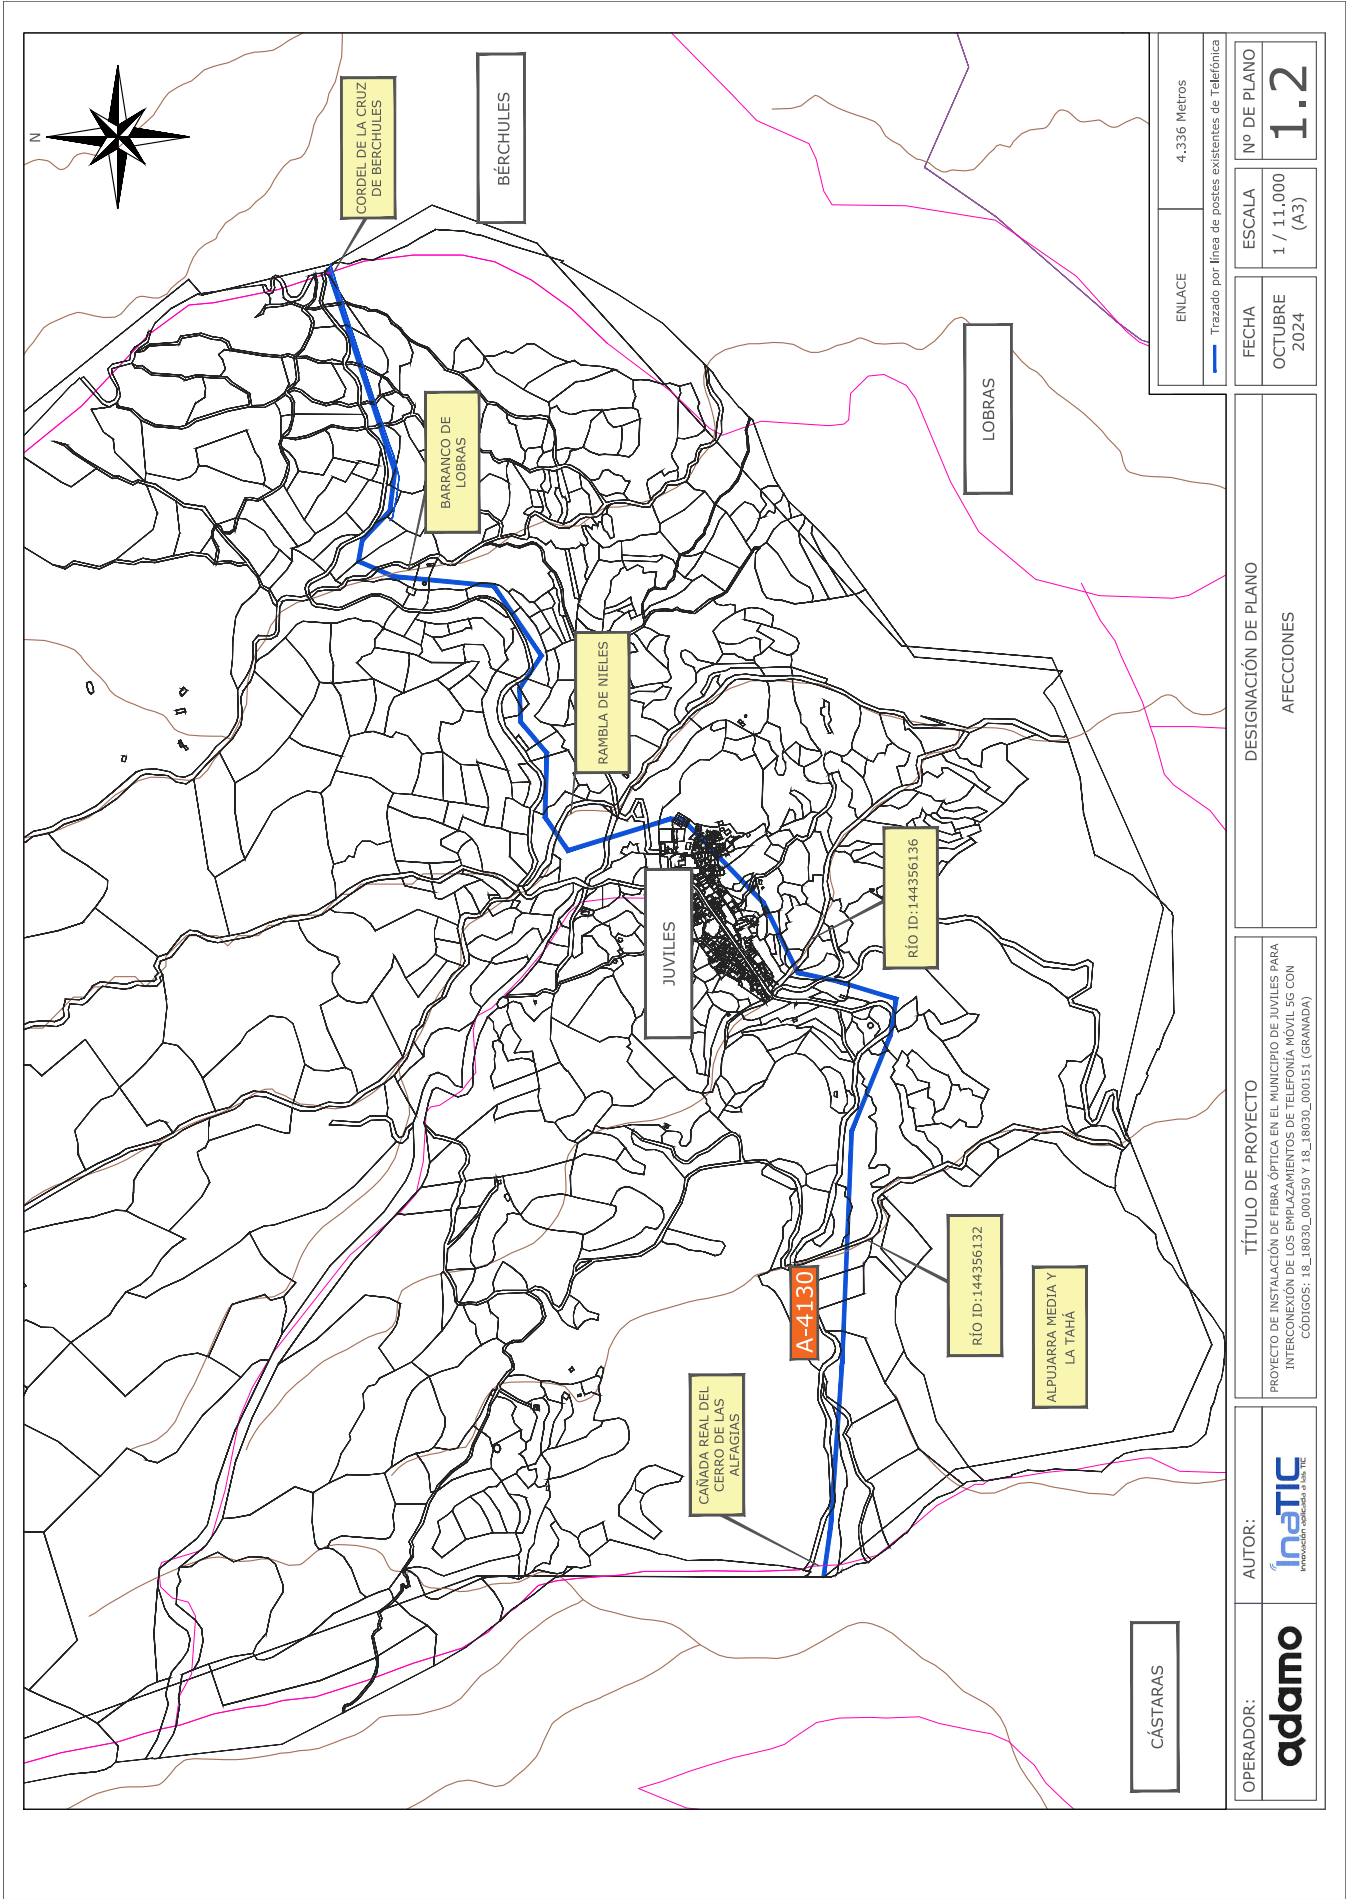 N
CORDEL DE LA CRUZ
DE BERCHULES
BÉRCHULES
BARRANCO DE
LOBRAS
LOBRAS
RAMBLA DE NIELES
JUVILES
RÍO ID:144356136
A-4130
RÍO ID:144356132
CAÑADA REAL DEL
CERRO DE LAS
ALFAGIAS
ALPUJARRA MEDIA Y
LA TAHÁ
CÁSTARAS
ENLACE
4.336 Metros
Trazado por línea de postes existentes de Telefónica
OPERADOR:
adamo
AUTOR:
inaTIC
innovación aplicada a las TIC
TÍTULO DE PROYECTO
PROYECTO DE INSTALACIÓN DE FIBRA ÓPTICA EN EL MUNICIPIO DE JUVILES PARA
INTERCONEXIÓN DE LOS EMPLAZAMIENTOS DE TELEFONÍA MÓVIL 5G CON
CÓDIGOS: 18_18030_000150 Y 18_18030_000151 (GRANADA)
DESIGNACIÓN DE PLANO
AFECCIONES
FECHA
OCTUBRE
2024
ESCALA
1 / 11.000
(A3)
Nº DE PLANO
1.2